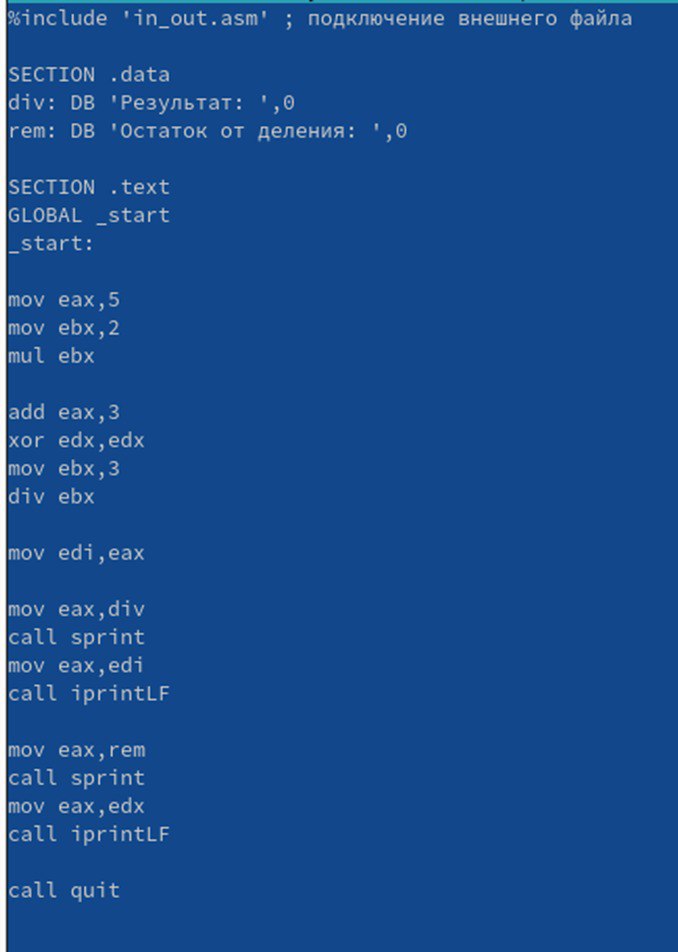 %include 'in_out.asm' ; подключение внешнего файла
SECTION .data
div: DB 'Результат: ',0
rem: DB 'Остаток от деления: ',0
SECTION .text
GLOBAL _start
_start:
mov eax,5
mov ebx,2
mul ebx
add eax,3
xor edx,edx
mov ebx,3
div ebx
mov edi,eax
mov eax,div
call sprint
mov eax,edi
call iprintLF
mov eax,rem
call sprint
mov eax,edx
call iprintLF
call quit